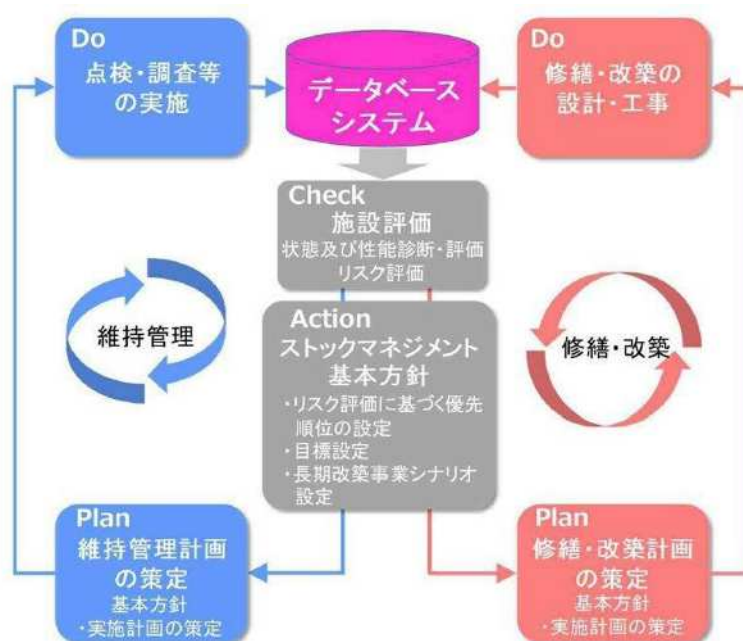 Do
点検・調査等
の実施
データベース
システム
Do
修繕・改築の
設計・工事
Check
施設評価
状態及び性能診断・評価
リスク評価
維持管理
Action
ストックマネジメント
基本方針
・リスク評価に基づく優先
順位の設定
・目標設定
・長期改築事業シナリオ
設定
修繕・改築
Plan
維持管理計画
の策定
基本方針
・実施計画の策定
Plan
修繕・改築計画
の策定
基本方針
・実施計画の策定